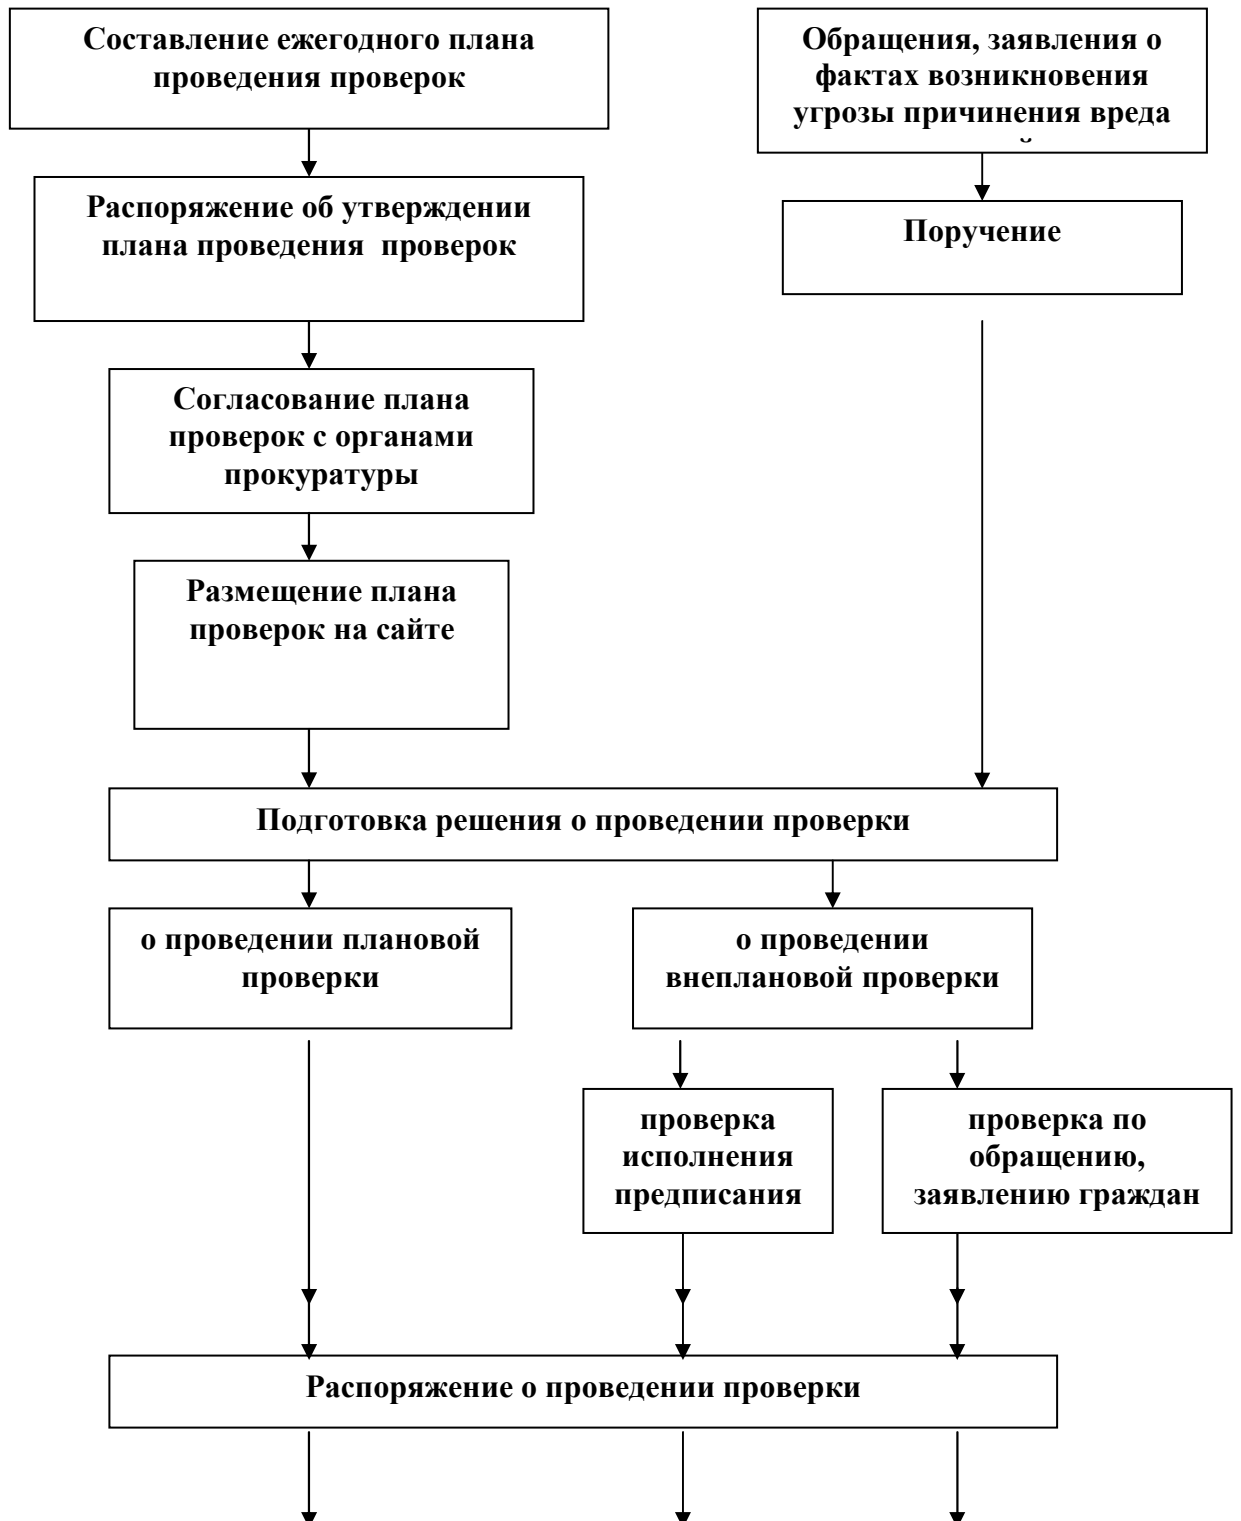 Составление ежегодного плана
проведения проверок
Обращения, заявления о
фактах возникновения
угрозы причинения вреда
Распоряжение об утверждении
плана проведения проверок
Поручение
Согласование плана
проверок с органами
прокуратуры
Размещение плана
проверок на сайте
Подготовка решения о проведении проверки
о проведении плановой
проверки
о проведении
внеплановой проверки
проверка
исполнения
предписания
проверка по
обращению,
заявлению граждан
Распоряжение о проведении проверки